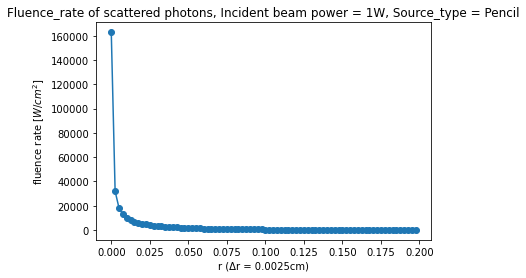 Fluence_rate of scattered photons, Incident beam power = 1W, Source_type = Pencil
160000
140000
120000
100000
80000
60000
40000
20000
0
fluence rate [W/cm²]
0.000 0.025 0.050 0.075 0.100 0.125 0.150 0.175 0.200
r (Δr = 0.0025cm)